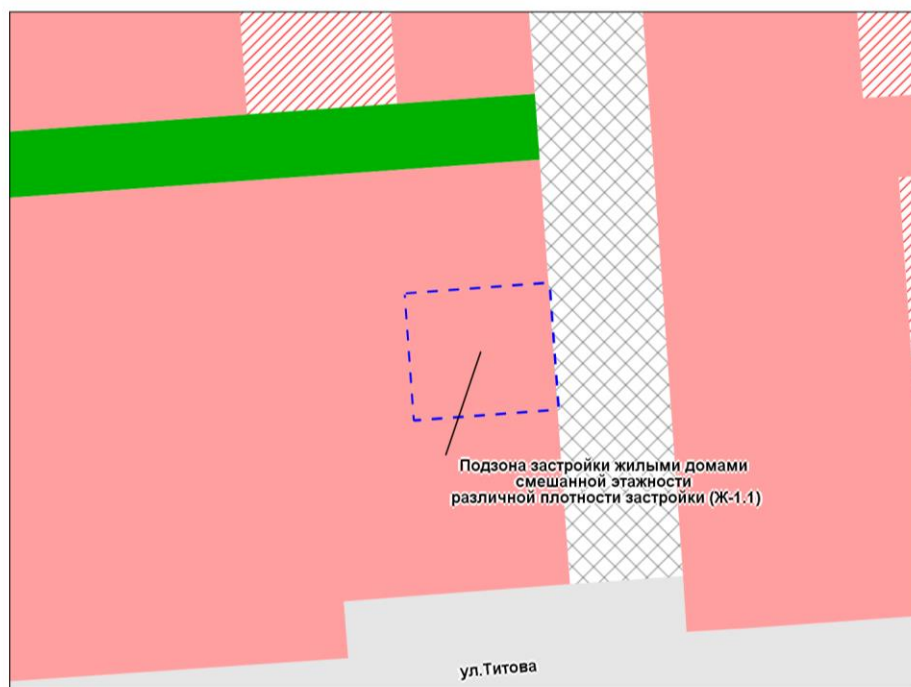 Подзона застройки жилыми домами
смешанной этажности
различной плотности застройки (Ж-1.1)
ул.Титова